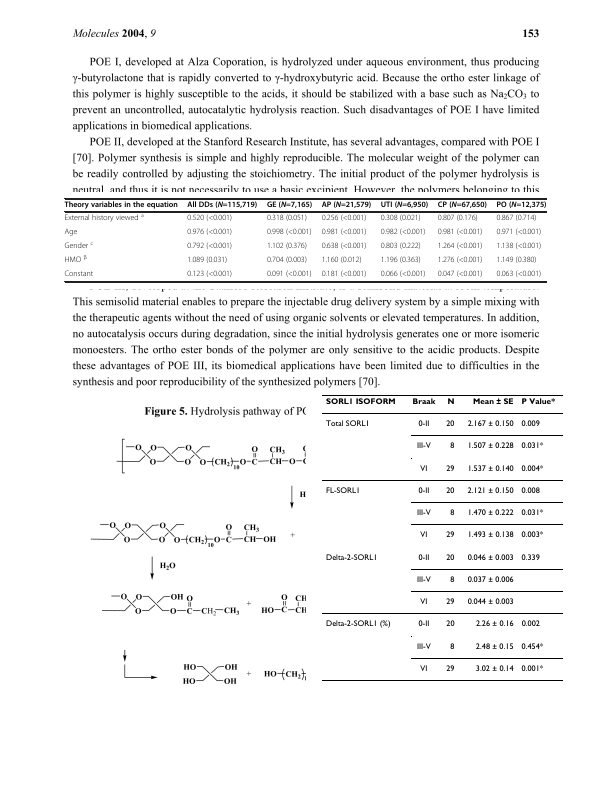 Molecules 2004, 9 153
POE I, developed at Alza Coporation, is hydrolyzed under aqueous environment, thus producing
γ-butyrolactone that is rapidly converted to γ-hydroxybutyric acid. Because the ortho ester linkage of
this polymer is highly susceptible to the acids, it should be stabilized with a base such as Na2CO3 to
prevent an uncontrolled, autocatalytic hydrolysis reaction. Such disadvantages of POE I have limited
applications in biomedical applications.
POE II, developed at the Stanford Research Institute, has several advantages, compared with POE I
[70]. Polymer synthesis is simple and highly reproducible. The molecular weight of the polymer can
be readily controlled by adjusting the stoichiometry. The initial product of the polymer hydrolysis is
neutral, and thus it is not necessarily to use a basic excipient. However, the polymers belonging to this
Theory variables in the equation All DDs (N=115,719) GE (N=7,165) AP (N=21,579) UTI (N=6,950) CP (N=67,650) PO (N=12,375)
External history viewed a 0.520 (<0.001) 0.318 (0.051) 0.256 (<0.001) 0.308 (0.021) 0.807 (0.176) 0.867 (0.714)
Age 0.976 (<0.001) 0.998 (<0.001) 0.981 (<0.001) 0.982 (<0.001) 0.981 (<0.001) 0.971 (<0.001)
Gender c 0.792 (<0.001) 1.102 (0.376) 0.638 (<0.001) 0.803 (0.222) 1.264 (<0.001) 1.138 (<0.001)
HMO β 1.089 (0.031) 0.704 (0.003) 1.160 (0.012) 1.196 (0.363) 1.276 (<0.001) 1.149 (0.380)
Constant 0.123 (<0.001) 0.091 (<0.001) 0.181 (<0.001) 0.066 (<0.001) 0.047 (<0.001) 0.063 (<0.001)
This semisolid material enables to prepare the injectable drug delivery system by a simple mixing with
the therapeutic agents without the need of using organic solvents or elevated temperatures. In addition,
no autocatalysis occurs during degradation, since the initial hydrolysis generates one or more isomeric
monoesters. The ortho ester bonds of the polymer are only sensitive to the acidic products. Despite
these advantages of POE III, its biomedical applications have been limited due to difficulties in the
synthesis and poor reproducibility of the synthesized polymers [70].
Figure 5. Hydrolysis pathway of PO
O O O O O CH3
O O O O-(CH2)10-O-C-CH-O
H
O O O O CH3
O O O O-(CH2)10-O-C-CH-OH +
H2O
O O OH O O CH
O O O-C-CH2-CH3 + HO-C
HO OH
HO OH + HO-(CH2)
SORL1 ISOFORM Braak N Mean ± SE P Value*
Total SORL1 0-II 20 2.167 ± 0.150 0.009
III-V 8 1.507 ± 0.228 0.031*
VI 29 1.537 ± 0.140 0.004*
FL-SORL1 0-II 20 2.121 ± 0.150 0.008
III-V 8 1.470 ± 0.222 0.031*
VI 29 1.493 ± 0.138 0.003*
Delta-2-SORL1 0-II 20 0.046 ± 0.003 0.339
III-V 8 0.037 ± 0.006
VI 29 0.044 ± 0.003
Delta-2-SORL1 (%) 0-II 20 2.26 ± 0.16 0.002
III-V 8 2.48 ± 0.15 0.454*
VI 29 3.02 ± 0.14 0.001*